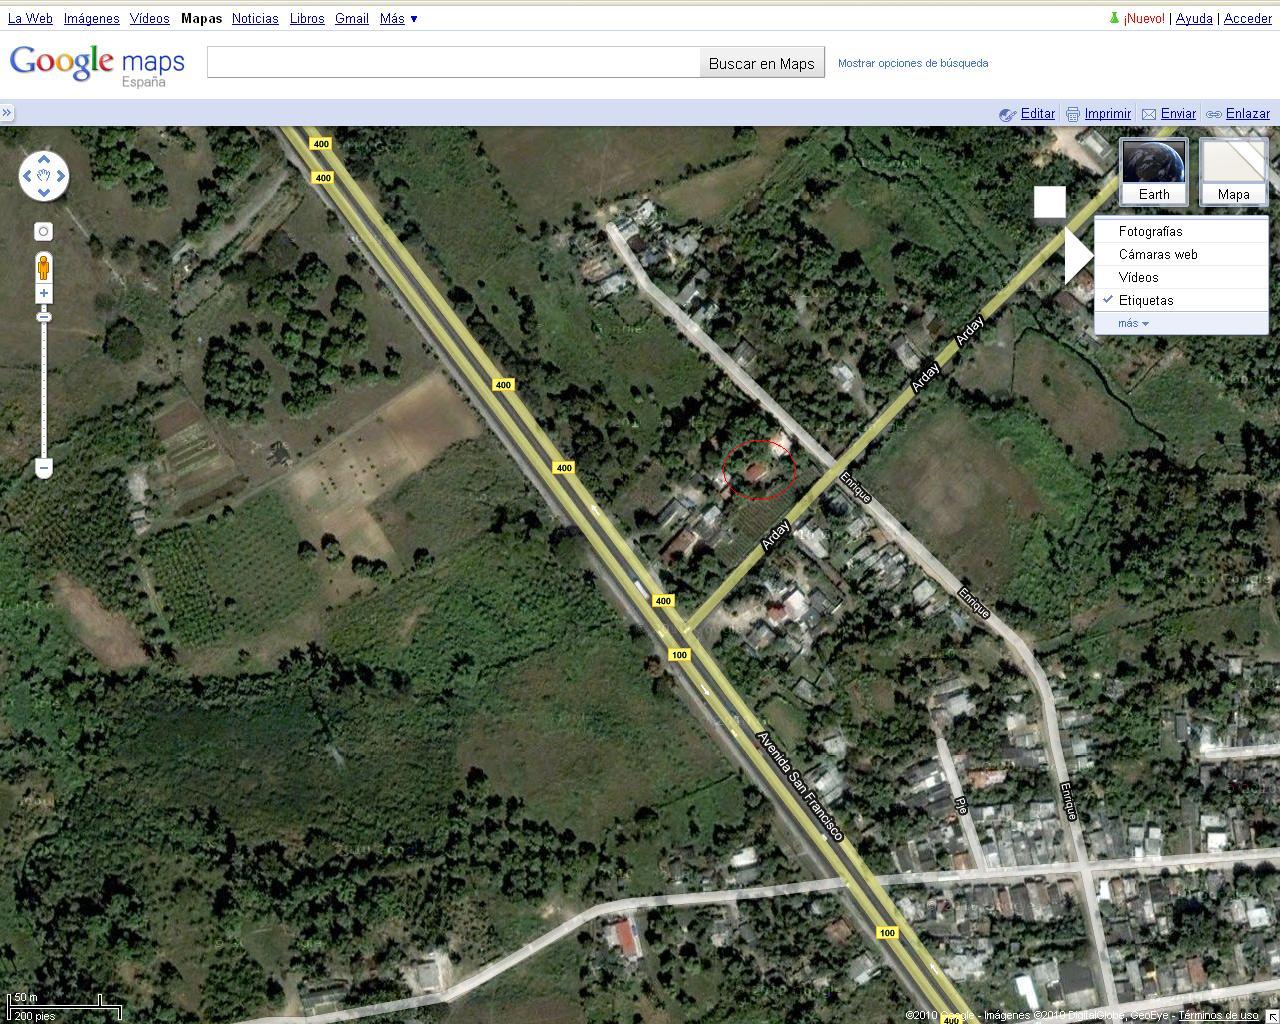 La Web Imágenes Vídeos Mapas Noticias Libros Gmail Más ▼
¡Nuevo! | Ayuda | Acceder
Google maps
España
Buscar en Maps
Mostrar opciones de búsqueda
»
Editar Imprimir Enviar Enlazar
Earth
Mapa
Fotografías
Cámaras web
Vídeos
Etiquetas
más
400
400
Arday
400
Arday
400
Enrique
Arday
400
Enrique
100
Avenida San Francisco
Pje
Enrique
100
400
50 m
200 pies
©2010 Google - Imágenes ©2010 DigitalGlobe, GeoEye - Términos de uso